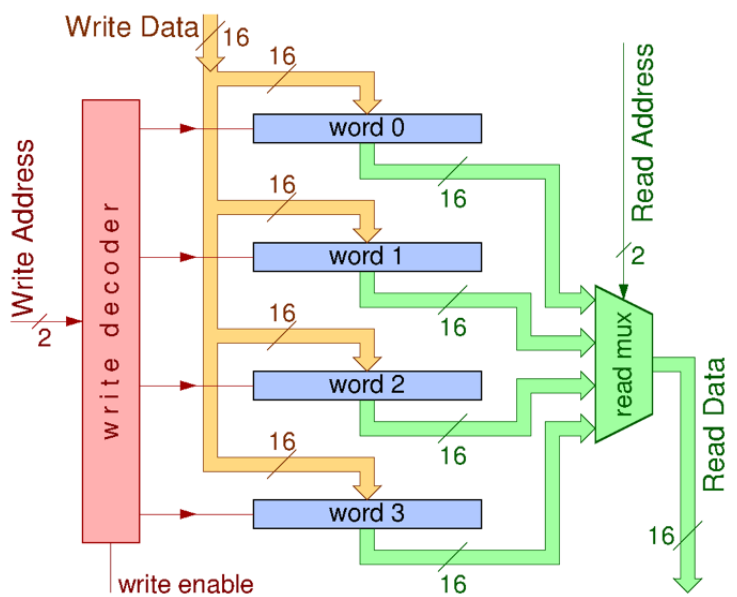 Write Data
16
16
word 0
16
Read Address
2
Write Address
2
write decoder
16
word 1
16
16
word 2
16
read mux
16
word 3
16
Read Data
16
write enable